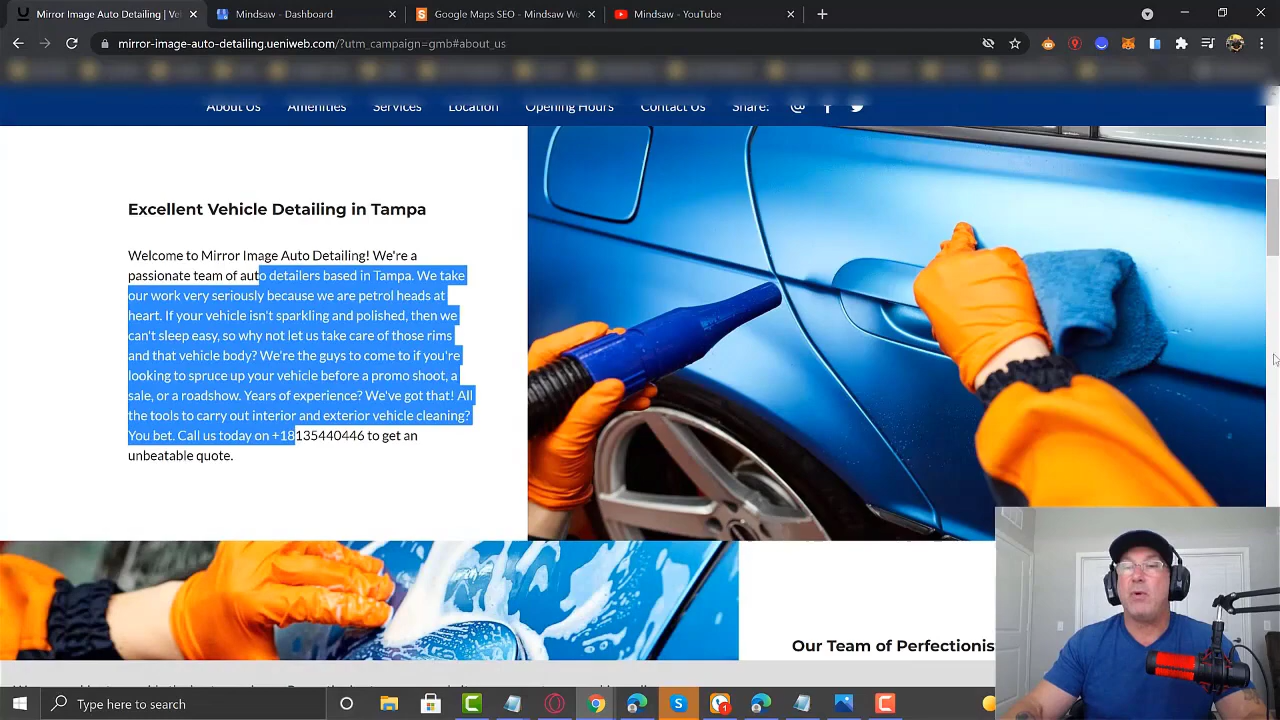 Mirror Image Auto Detailing | Ve
Mindsaw - Dashboard
Google Maps SEO - Mindsaw We
Mindsaw - YouTube
mirror-image-auto-detailing.ueniweb.com/?utm_campaign=gmb#about_us
About Us Amenities Services Location Opening Hours Contact Us Share:
Excellent Vehicle Detailing in Tampa
Welcome to Mirror Image Auto Detailing! We're a
passionate team of auto detailers based in Tampa. We take
our work very seriously because we are petrol heads at
heart. If your vehicle isn't sparkling and polished, then we
can't sleep easy, so why not let us take care of those rims
and that vehicle body? We're the guys to come to if you're
looking to spruce up your vehicle before a promo shoot, a
sale, or a roadshow. Years of experience? We've got that! All
the tools to carry out interior and exterior vehicle cleaning?
You bet. Call us today on +18135440446 to get an
unbeatable quote.
Our Team of Perfectionis
Type here to search